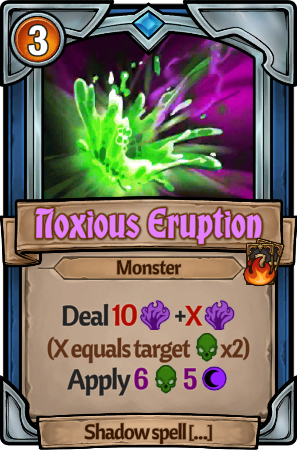 3
Noxious Eruption
Monster
Deal 10 +X
(X equals target x2)
Apply 6 5
Shadow spell [...]